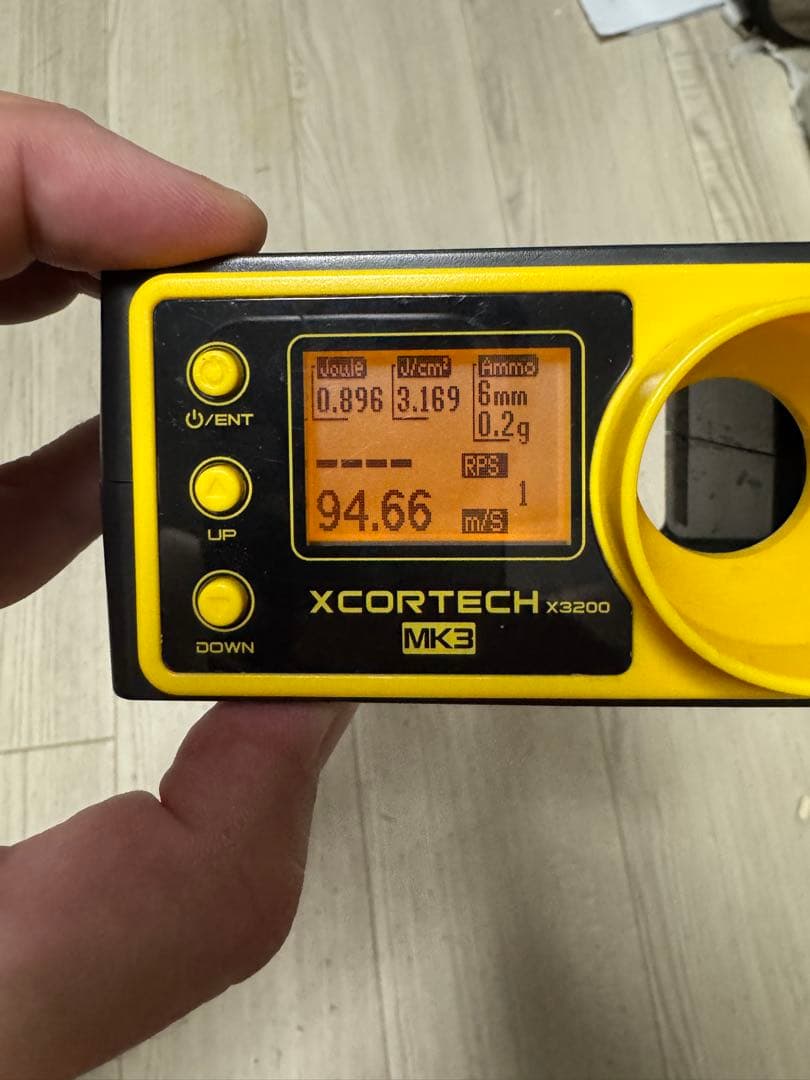 ⏻/ENT
UP
DOWN
Joule J/cm² Ammo
0.896 3.169 6mm
0.2g
---- RPS
1
94.66 m/S
XCORTECH X3200
MK3